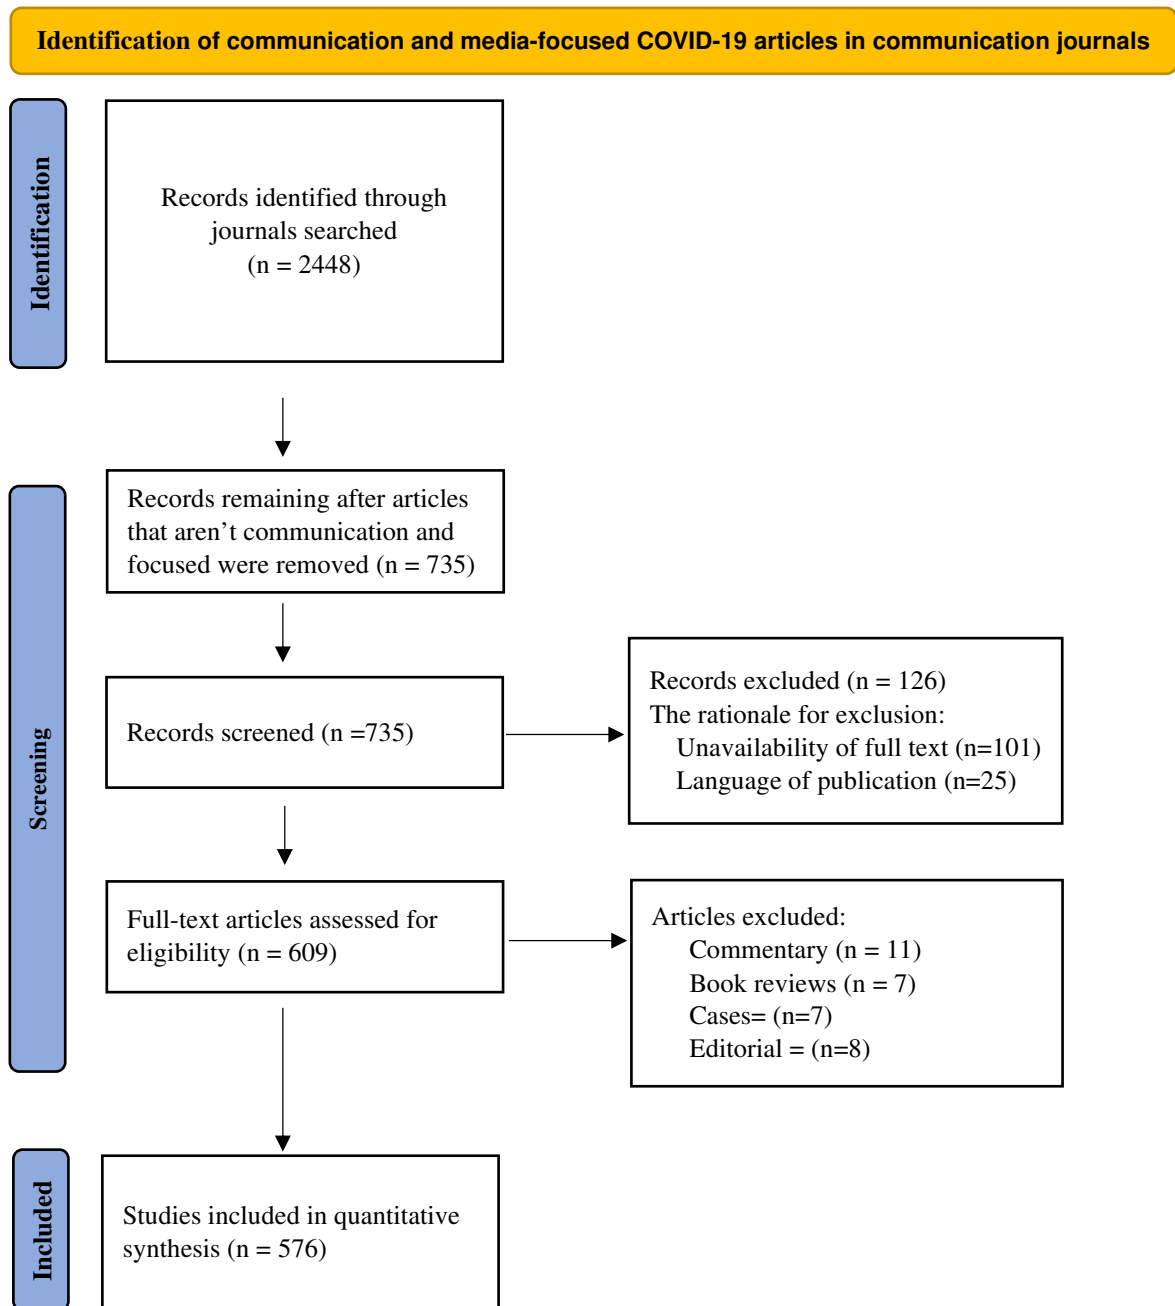 Identification of communication and media-focused COVID-19 articles in communication journals
Identification
Records identified through
journals searched
(n = 2448)
Screening
Records remaining after articles
that aren't communication and
focused were removed (n = 735)
Records screened (n =735)
Records excluded (n = 126)
The rationale for exclusion:
Unavailability of full text (n=101)
Language of publication (n=25)
Full-text articles assessed for
eligibility (n = 609)
Articles excluded:
Commentary (n = 11)
Book reviews (n = 7)
Cases= (n=7)
Editorial = (n=8)
Included
Studies included in quantitative
synthesis (n = 576)